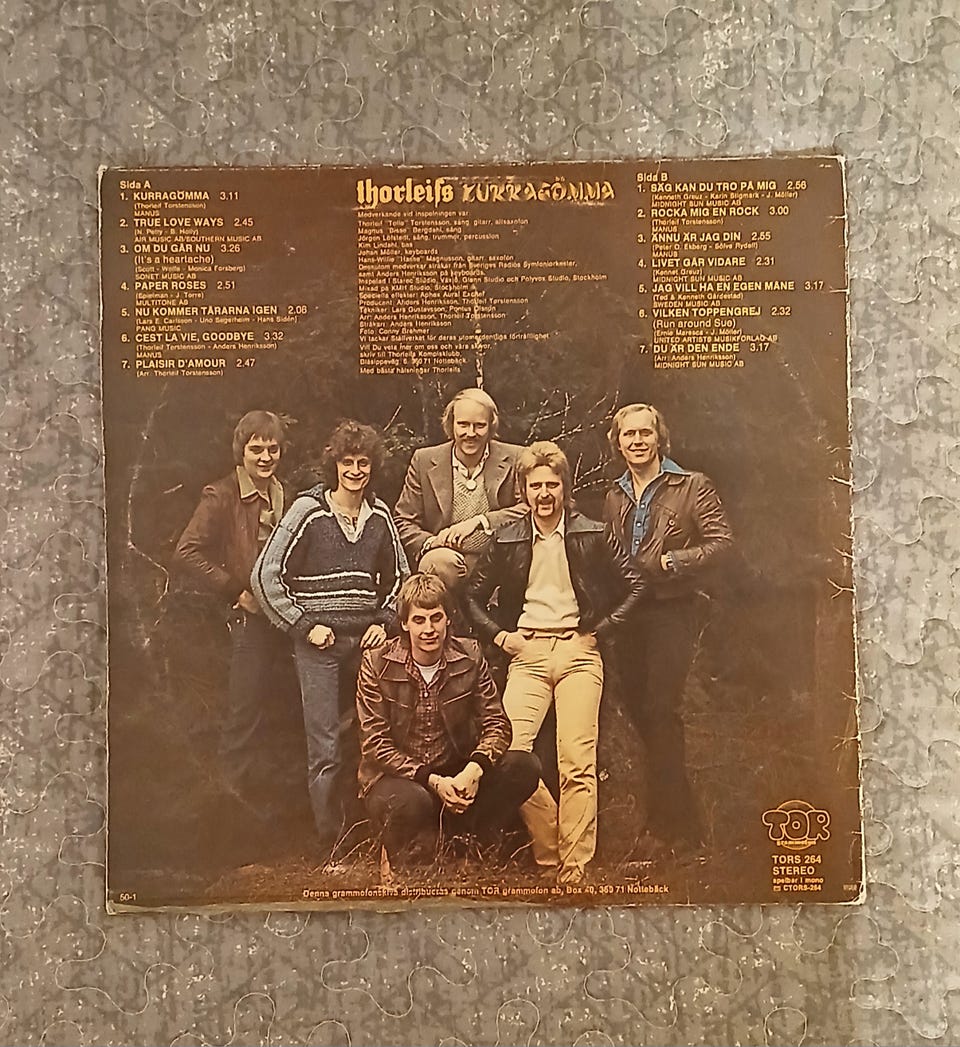 Sida A
1. KURRAGÖMMA 3.11
(Thorleif Torstensson)
MANUS
2. TRUE LOVE WAYS 2.45
(N. Petty - B. Holly)
AIR MUSIC AB/SOUTHERN MUSIC AB
3. OM DU GÅR NU 3.26
(It's a heartache)
(Scott - Wolfe - Monica Forsberg)
SONET MUSIC AB
4. PAPER ROSES 2.51
(Spielman - J. Torre)
MULTITONE AB
5. NU KOMMER TÅRARNA IGEN 2.08
(Lars E. Carlsson - Uno Sagerheim - Hans Sidén)
PANG MUSIC
6. CEST LA VIE, GOODBYE 3.32
(Thorleif Torstensson - Anders Henriksson)
MANUS
7. PLAISIR D'AMOUR 2.47
(Arr: Thorleif Torstensson)
thorleifs KURRAGÖMMA
Medverkande vid inspelningen var
Thorleif "Tolle" Torstensson, sång, gitarr, altsaxofon
Magnus Bergdahl, sång
Jörgen Löfstedt, sång, trummor, percussion
Kim Lindahl, bas
Johan Möller, keyboards
Hans-Willie "Hasse" Magnusson, gitarr, saxofon
Dessutom medverkar stråkar från Sveriges Radios Symfoniorkester,
samt Anders Henriksson på keyboards.
Inspelat i Starec Studio, Växjö, Glenn Studio och Polyvox Studio, Stockholm
Mixad på KMH Studio, Stockholm
Speciella effekter: Aphex Aural Exciter
Producent: Anders Henriksson, Thorleif Torstensson
Tekniker: Lars Gustavsson, Pontus Olsson
Arr: Anders Henriksson, Thorleif Torstensson
Stråkarr: Anders Henriksson
Foto: Conny Brehmer
Vi tackar Stallverket för deras utomordentliga förträfflighet
Vill Du veta mer om oss och våra skivor,
skriv till Thorleifs Kompisklubb,
Blåsippeväg. 6, 36071 Nottebäck.
Med bästa hälsningar Thorleifs
Sida B
1. SÄG KAN DU TRO PÅ MIG 2.56
(Kenneth Greuz - Karin Stigmark - J. Möller)
MIDNIGHT SUN MUSIC AB
2. ROCKA MIG EN ROCK 3.00
(Johan Möller)
MANUS
3. ÄNNU ÄR JAG DIN 2.55
(Peter D. Ekberg - Sölve Rydell)
MANUS
4. LIVET GÅR VIDARE 2.31
(Kennet Greuz)
MIDNIGHT SUN MUSIC AB
5. JAG VILL HA EN EGEN MÅNE 3.17
(Ted & Kenneth Gärdestad)
SWEDEN MUSIC AB
6. VILKEN TOPPENGREJ 2.32
(Run around Sue)
(Ernie Maresca - J. Möller)
UNITED ARTISTS MUSIKFÖRLAG AB
7. DU ÄR DEN ENDE 3.17
(Arr: Anders Henriksson)
MIDNIGHT SUN MUSIC AB
TOR
grammofon
TORS 264
STEREO
spelbar i mono
CTORS-264
50-1
Denna grammofonskiva distribueras genom TOR grammofon ab, Box 40, 360 71 Nottebäck